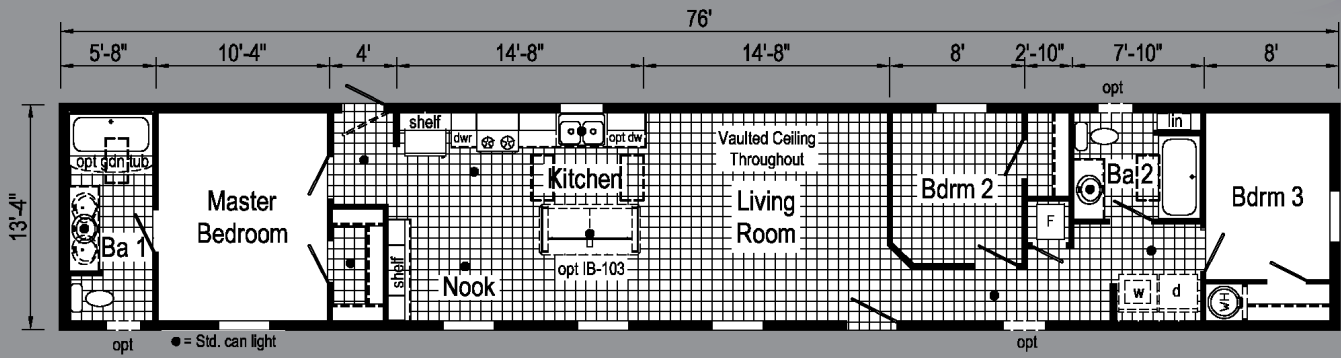 76'
5'-8"
10'-4"
4'
14'-8"
14'-8"
8'
2'-10"
7'-10"
8'
13'-4"
opt
shelf
dwr
opt dw
lin
opt gdn tub
Vaulted Ceiling
Throughout
Kitchen
Bdrm 2
Ba 2
Bdrm 3
Master
Bedroom
Living
Room
F
Ba 1
shelf
opt IB-103
Nook
w
d
WH
opt
● = Std. can light
opt